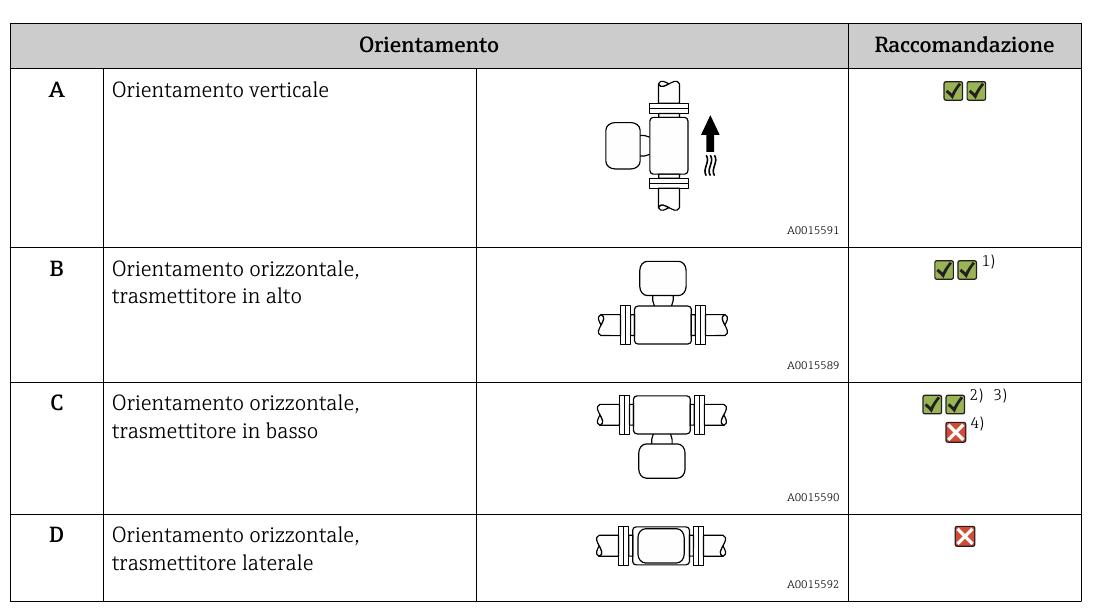 Orientamento Raccomandazione
A Orientamento verticale
A0015591
B Orientamento orizzontale, 1)
trasmettitore in alto
A0015589
C Orientamento orizzontale, 2) 3)
trasmettitore in basso 4)
A0015590
D Orientamento orizzontale,
trasmettitore laterale
A0015592